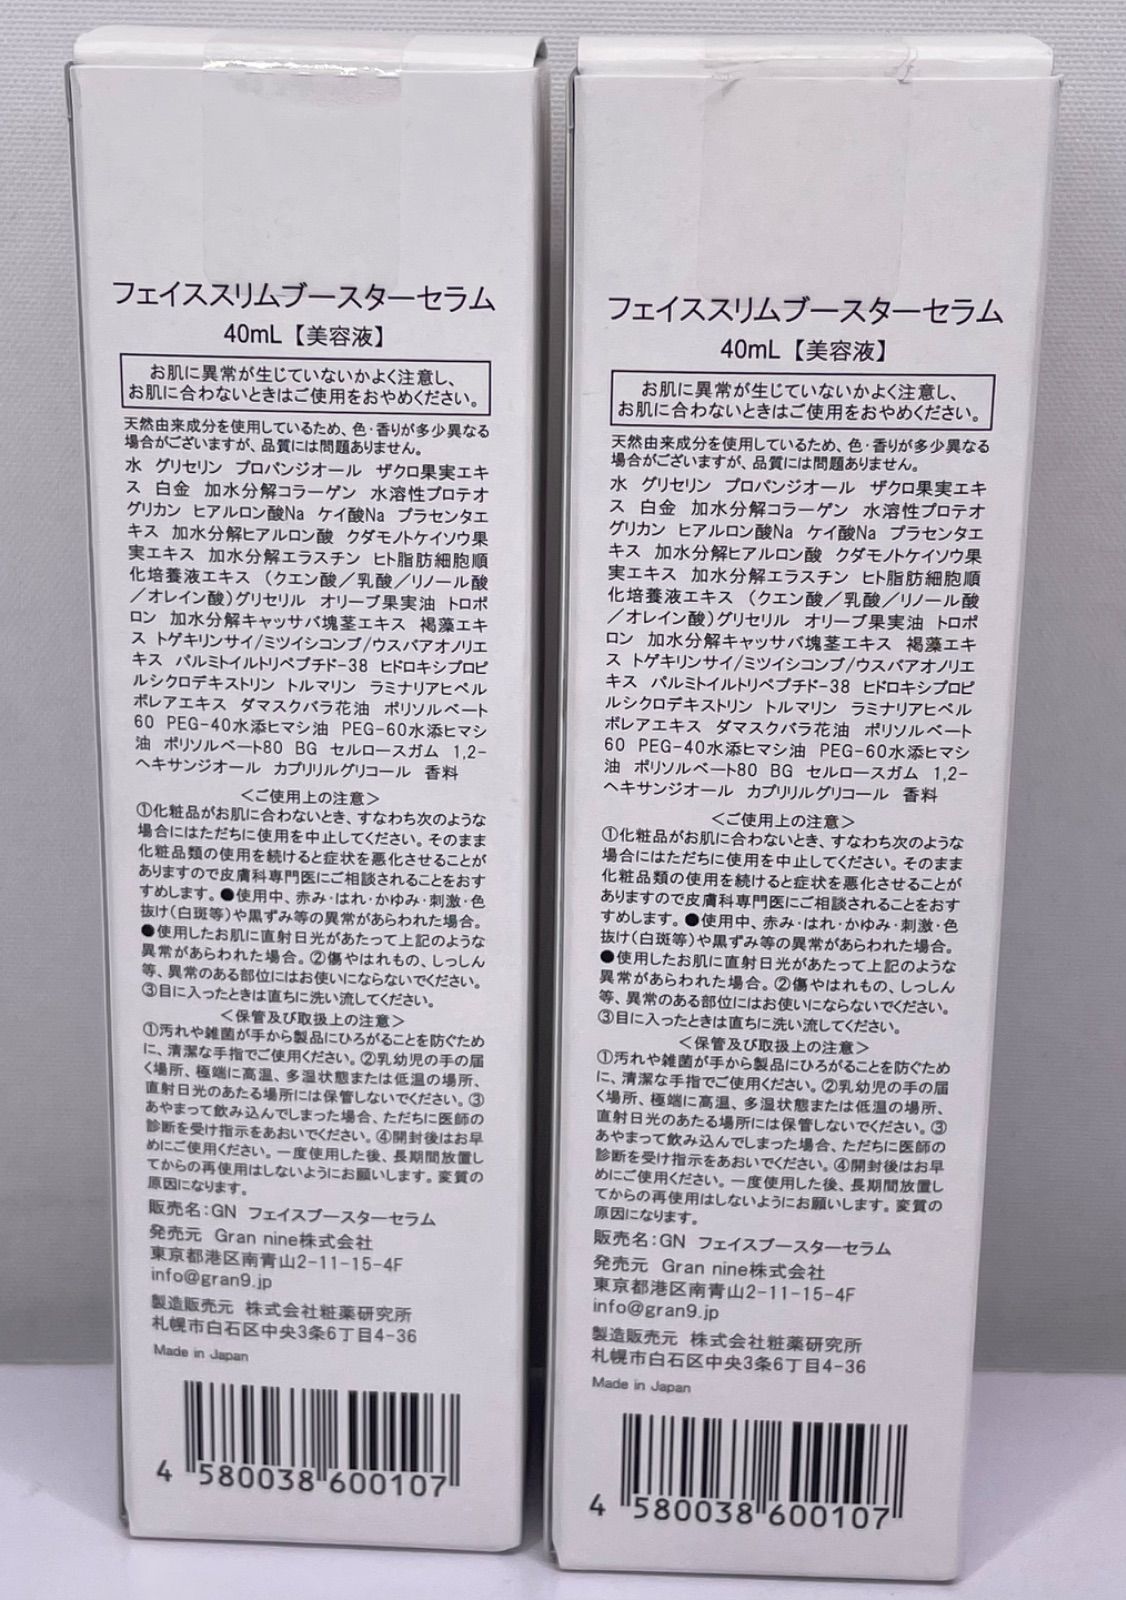 フェイススリムブースターセラム
40mL【美容液】
お肌に異常が生じていないかよく注意し、
お肌に合わないときはご使用をおやめください。
天然由来成分を使用しているため、色・香りが多少異なる
場合がございますが、品質には問題ありません。
水 グリセリン プロパンジオール ザクロ果実エキ
ス 白金 加水分解コラーゲン 水溶性プロテオ
グリカン ヒアルロン酸Na ケイ酸Na プラセンタエ
キス 加水分解ヒアルロン酸 クダモノトケイソウ果
実エキス 加水分解エラスチン ヒト脂肪細胞順
化培養液エキス (クエン酸／乳酸／リノール酸
／オレイン酸)グリセリル オリーブ果実油 トロポ
ロン 加水分解キャッサバ塊茎エキス 褐藻エキ
ス トゲキリンサイ/ミツイシコンブ/ウスバアオノリエ
キス パルミトイルトリペプチド-38 ヒドロキシプロピ
ルシクロデキストリン トルマリン ラミナリアヒペル
ボレアエキス ダマスクバラ花油 ポリソルベート
60 PEG-40水添ヒマシ油 PEG-60水添ヒマシ
油 ポリソルベート80 BG セルロースガム 1,2-
ヘキサンジオール カプリリルグリコール 香料
＜ご使用上の注意＞
①化粧品がお肌に合わないとき、すなわち次のような
場合にはただちに使用を中止してください。そのまま
化粧品類の使用を続けると症状を悪化させることが
ありますので皮膚科専門医にご相談されることをおす
すめします。●使用中、赤み・はれ・かゆみ・刺激・色
抜け(白斑等)や黒ずみ等の異常があらわれた場合。
●使用したお肌に直射日光があたって上記のような
異常があらわれた場合。②傷やはれもの、しっしん
等、異常のある部位にはお使いにならないでください。
③目に入ったときは直ちに洗い流してください。
＜保管及び取扱上の注意＞
①汚れや雑菌が手から製品にひろがることを防ぐため
に、清潔な手指でご使用ください。②乳幼児の手の届
く場所、極端に高温、多湿状態または低温の場所、
直射日光のあたる場所には保管しないでください。③
あやまって飲み込んでしまった場合、ただちに医師の
診断を受け指示をあおいでください。④開封後はお早
めにご使用ください。一度使用した後、長期間放置し
てからの再使用はしないようにお願いします。変質の
原因になります。
販売名：GN フェイスブースターセラム
発売元 Gran nine株式会社
東京都港区南青山2-11-15-4F
info@gran9.jp
製造販売元 株式会社粧薬研究所
札幌市白石区中央3条6丁目4-36
Made in Japan
4 580038 600107
フェイススリムブースターセラム
40mL【美容液】
お肌に異常が生じていないかよく注意し、
お肌に合わないときはご使用をおやめください。
天然由来成分を使用しているため、色・香りが多少異なる
場合がございますが、品質には問題ありません。
水 グリセリン プロパンジオール ザクロ果実エキ
ス 白金 加水分解コラーゲン 水溶性プロテオ
グリカン ヒアルロン酸Na ケイ酸Na プラセンタエ
キス 加水分解ヒアルロン酸 クダモノトケイソウ果
実エキス 加水分解エラスチン ヒト脂肪細胞順
化培養液エキス (クエン酸／乳酸／リノール酸
／オレイン酸)グリセリル オリーブ果実油 トロポ
ロン 加水分解キャッサバ塊茎エキス 褐藻エキ
ス トゲキリンサイ/ミツイシコンブ/ウスバアオノリエ
キス パルミトイルトリペプチド-38 ヒドロキシプロピ
ルシクロデキストリン トルマリン ラミナリアヒペル
ボレアエキス ダマスクバラ花油 ポリソルベート
60 PEG-40水添ヒマシ油 PEG-60水添ヒマシ
油 ポリソルベート80 BG セルロースガム 1,2-
ヘキサンジオール カプリリルグリコール 香料
＜ご使用上の注意＞
①化粧品がお肌に合わないとき、すなわち次のような
場合にはただちに使用を中止してください。そのまま
化粧品類の使用を続けると症状を悪化させることが
ありますので皮膚科専門医にご相談されることをおす
すめします。●使用中、赤み・はれ・かゆみ・刺激・色
抜け(白斑等)や黒ずみ等の異常があらわれた場合。
●使用したお肌に直射日光があたって上記のような
異常があらわれた場合。②傷やはれもの、しっしん
等、異常のある部位にはお使いにならないでください。
③目に入ったときは直ちに洗い流してください。
＜保管及び取扱上の注意＞
①汚れや雑菌が手から製品にひろがることを防ぐため
に、清潔な手指でご使用ください。②乳幼児の手の届
く場所、極端に高温、多湿状態または低温の場所、
直射日光のあたる場所には保管しないでください。③
あやまって飲み込んでしまった場合、ただちに医師の
診断を受け指示をあおいでください。④開封後はお早
めにご使用ください。一度使用した後、長期間放置し
てからの再使用はしないようにお願いします。変質の
原因になります。
販売名：GN フェイスブースターセラム
発売元 Gran nine株式会社
東京都港区南青山2-11-15-4F
info@gran9.jp
製造販売元 株式会社粧薬研究所
札幌市白石区中央3条6丁目4-36
Made in Japan
4 580038 600107